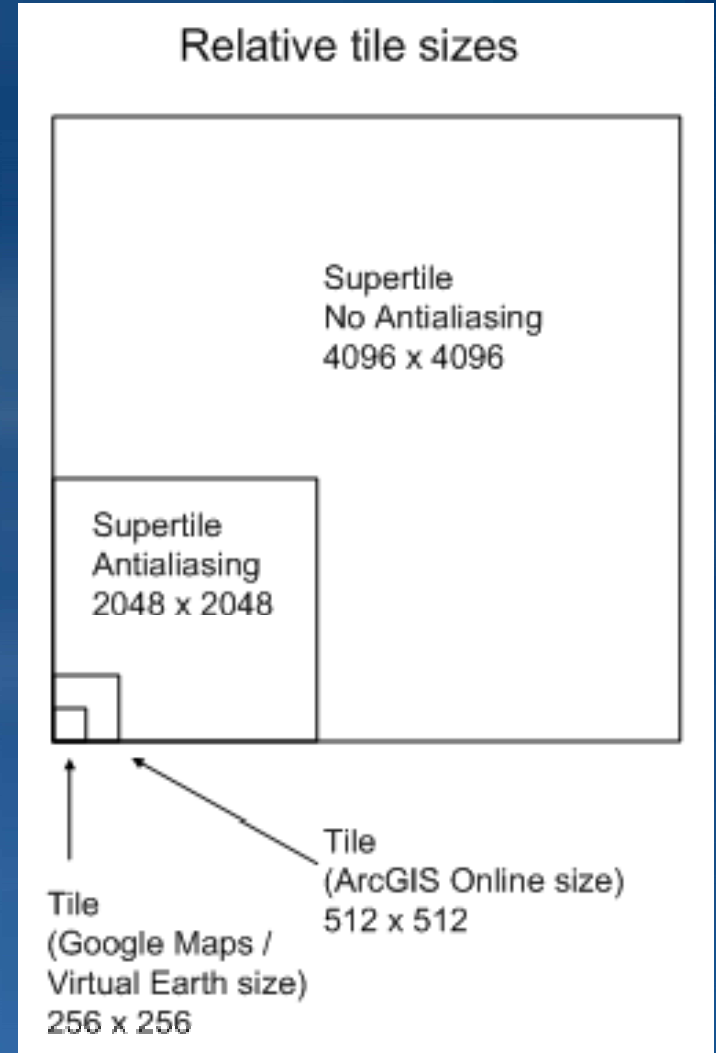 Relative tile sizes
Supertile
No Antialiasing
4096 x 4096
Supertile
Antialiasing
2048 x 2048
Tile
(ArcGIS Online size)
512 x 512
Tile
(Google Maps /
Virtual Earth size)
256 x 256